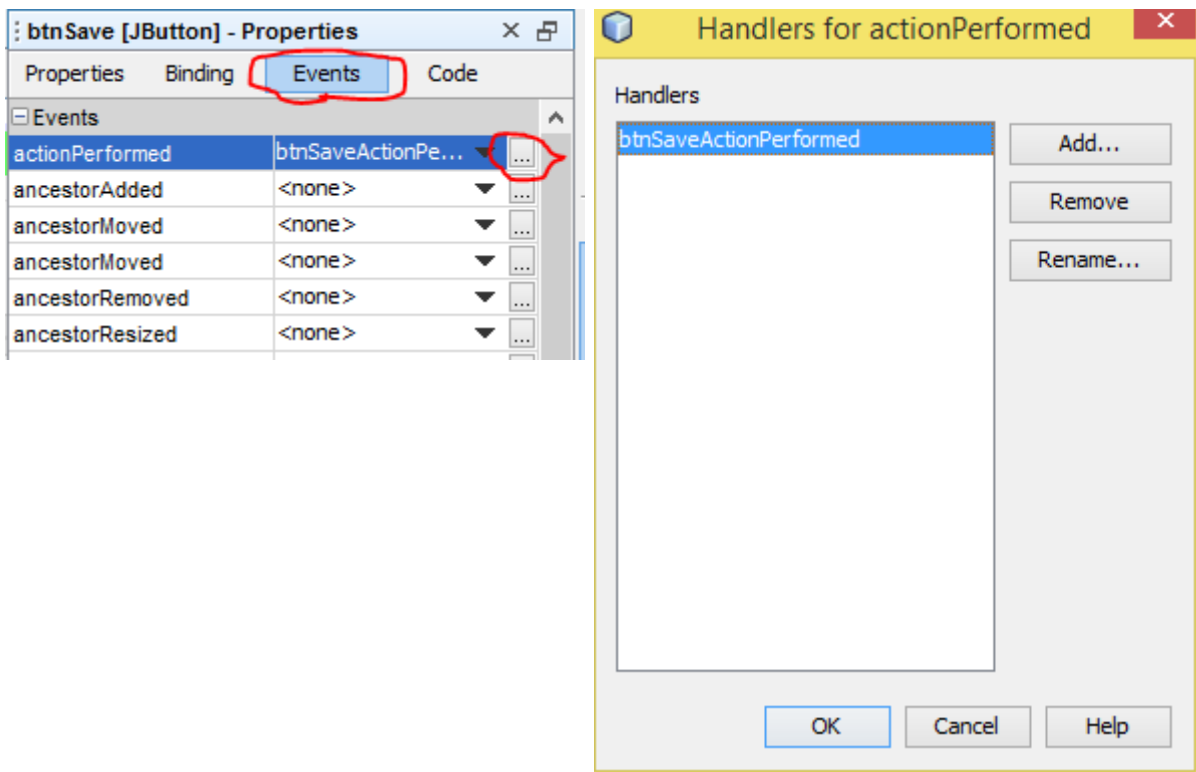 btnSave [JButton] - Properties
Properties Binding Events Code
Events
actionPerformed btnSaveActionPe... ...
ancestorAdded <none> ...
ancestorMoved <none> ...
ancestorMoved <none> ...
ancestorRemoved <none> ...
ancestorResized <none> ...
Handlers for actionPerformed
Handlers
btnSaveActionPerformed
Add...
Remove
Rename...
OK Cancel Help